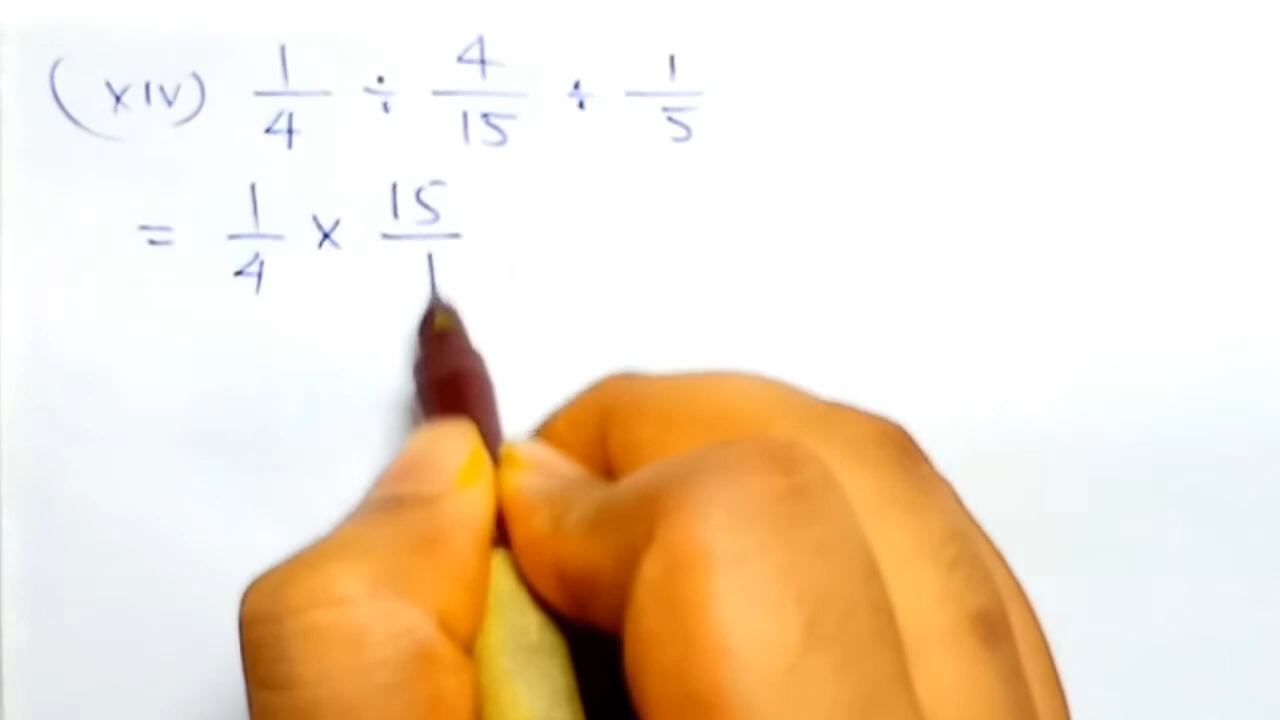 (xiv) 1/4 ÷ 4/15 + 1/5
= 1/4 × 15/